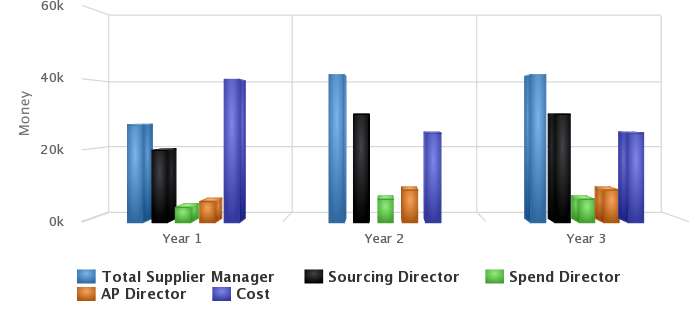 60k
40k
20k
0k
Money
Year 1 Year 2 Year 3
Total Supplier Manager Sourcing Director Spend Director
AP Director Cost